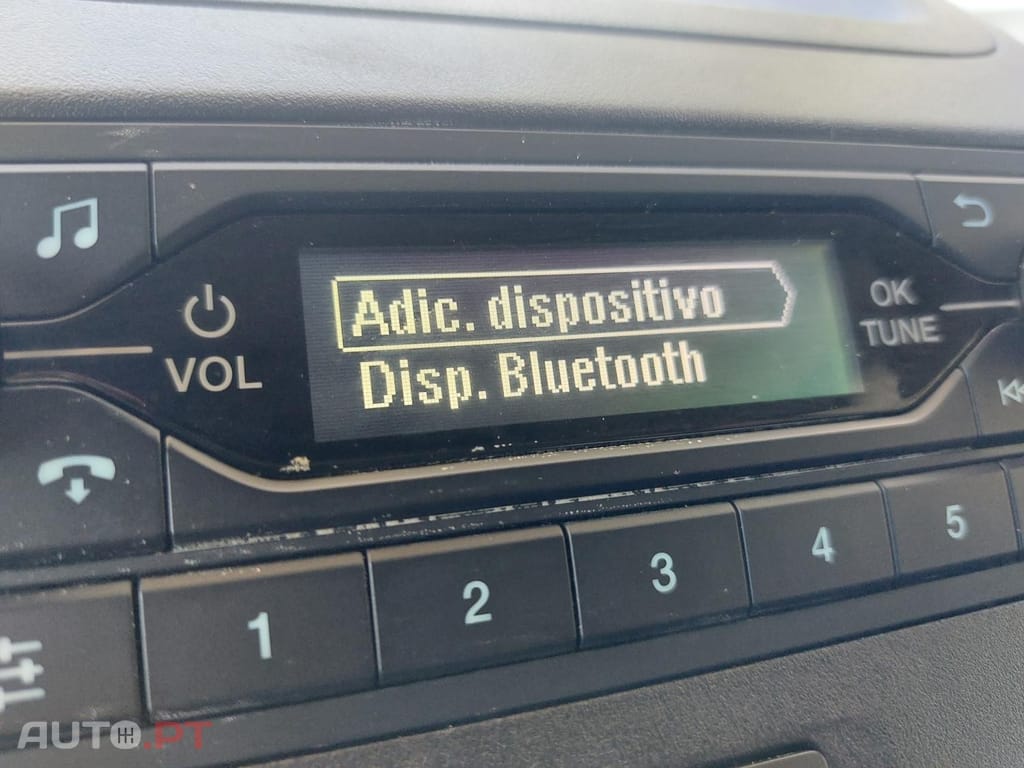 VOL
Adic. dispositivo
Disp. Bluetooth
OK
TUNE
1 2 3 4 5
AUTO.PT